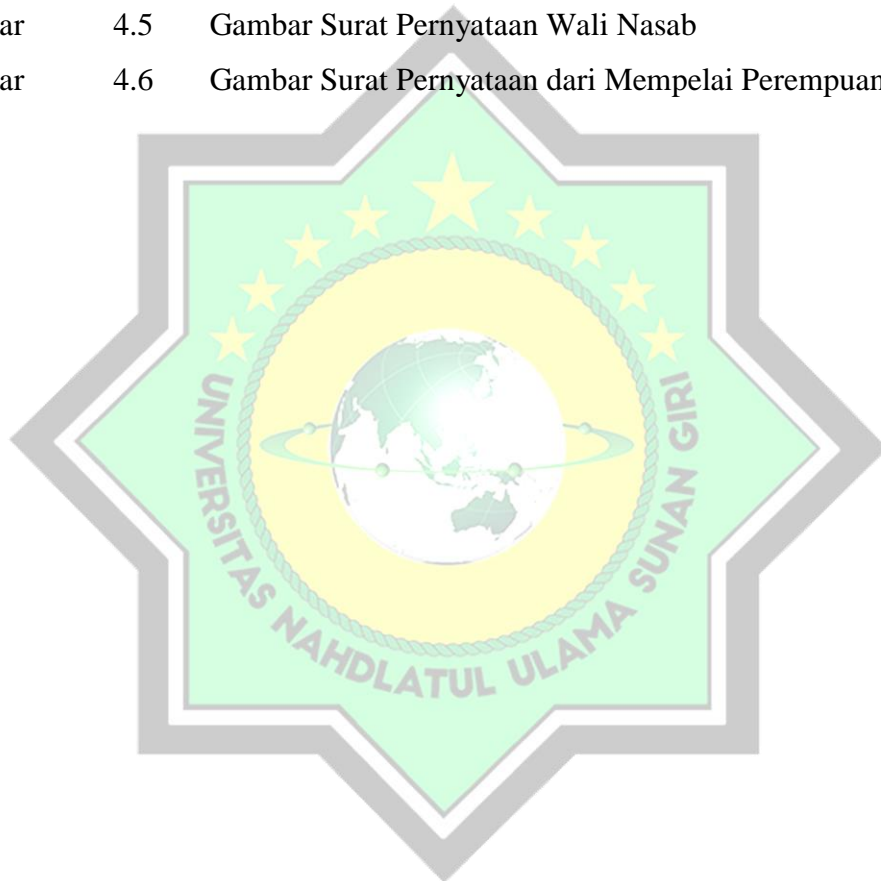 ar 4.5 Gambar Surat Pernyataan Wali Nasab
ar 4.6 Gambar Surat Pernyataan dari Mempelai Perempuan
UNIVERSITAS NAHDLATUL ULAMA SUNAN GIRI